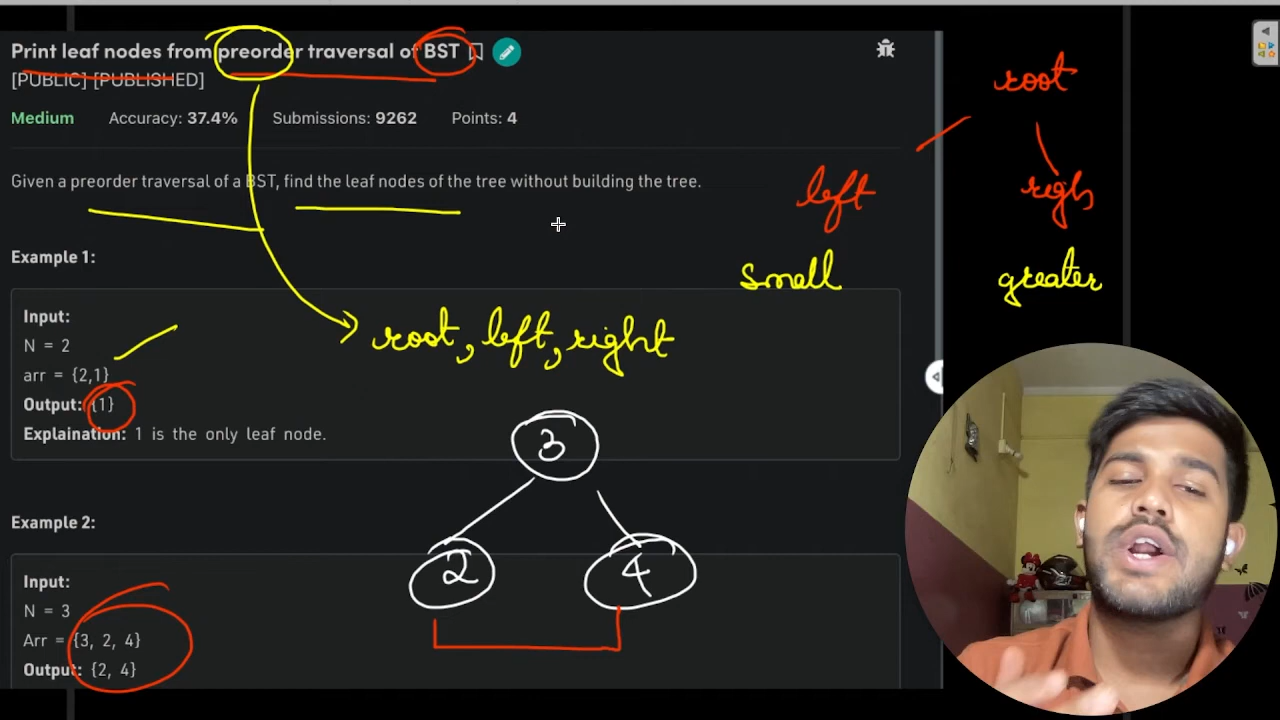 Print leaf nodes from preorder traversal of BST
[PUBLIC] [PUBLISHED]
Medium Accuracy: 37.4% Submissions: 9262 Points: 4
Given a preorder traversal of a BST, find the leaf nodes of the tree without building the tree.
root
left righ
small greater
Example 1:
Input:
N = 2
arr = {2,1}
Output: {1}
Explaination: 1 is the only leaf node.
root, left, right
3
2 4
Example 2:
Input:
N = 3
Arr = {3, 2, 4}
Output: {2, 4}